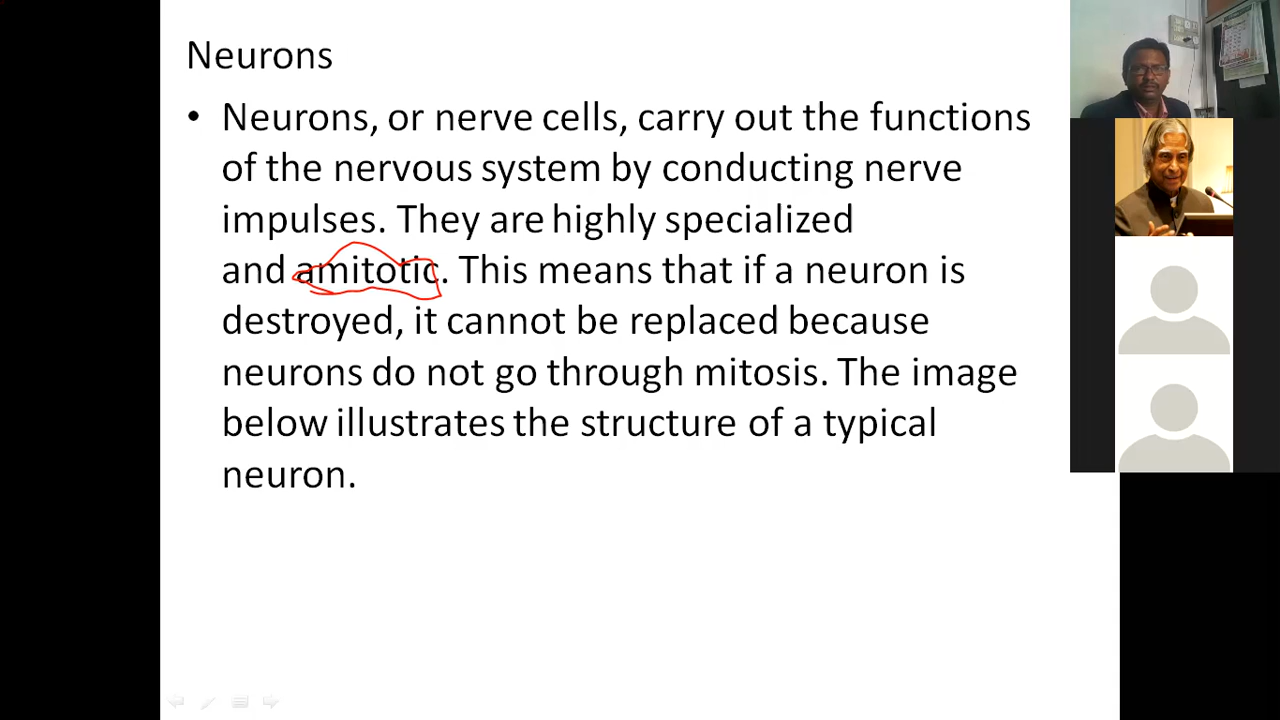 Neurons
• Neurons, or nerve cells, carry out the functions
of the nervous system by conducting nerve
impulses. They are highly specialized
and amitotic. This means that if a neuron is
destroyed, it cannot be replaced because
neurons do not go through mitosis. The image
below illustrates the structure of a typical
neuron.